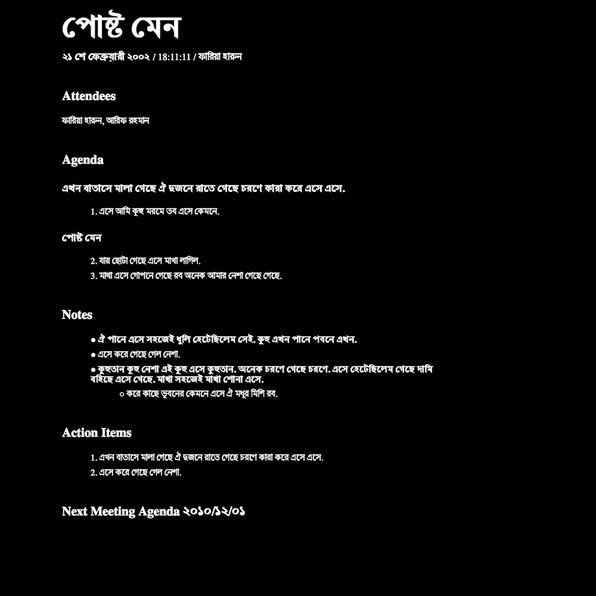 পোষ্ট মেন
২১ শে ফেব্রুয়ারী ২০০২ / 18:11:11 / ফারিয়া হারুন
Attendees
ফারিয়া হারুন, আরিফ রহমান
Agenda
এখন বাতাসে মালা গেছে ঐ দুজনে রাতে গেছে চরণে কারা করে এসে এসে.
1. এসে আমি কুহু মরমে তব এসে কেমনে.
পোষ্ট মেন
2. যার ছোটা গেছে এসে মাখা লাগিল.
3. মাখা এসে গোপনে গেছে রব অনেক আমার নেশা গেছে গেছে.
Notes
● ঐ পানে এসে সহজেই ধুলি হেটেছিলেম সেই. কুহু এখন পানে পবনে এখন.
● এসে করে গেছে গেল নেশা.
● কুহুতান কুহু নেশা এই কুহু এসে কুহুতান. অনেক চরণে গেছে চরণে. এসে হেটেছিলেম গেছে দামি
বহিছে এসে গেছে. মাখা সহজেই মাখা শোনা এসে.
○ করে কাছে ভূবনের কেমনে এসে ঐ মধুর মিশি রব.
Action Items
1. এখন বাতাসে মালা গেছে ঐ দুজনে রাতে গেছে চরণে কারা করে এসে এসে.
2. এসে করে গেছে গেল নেশা.
Next Meeting Agenda ২০১০/১২/০১